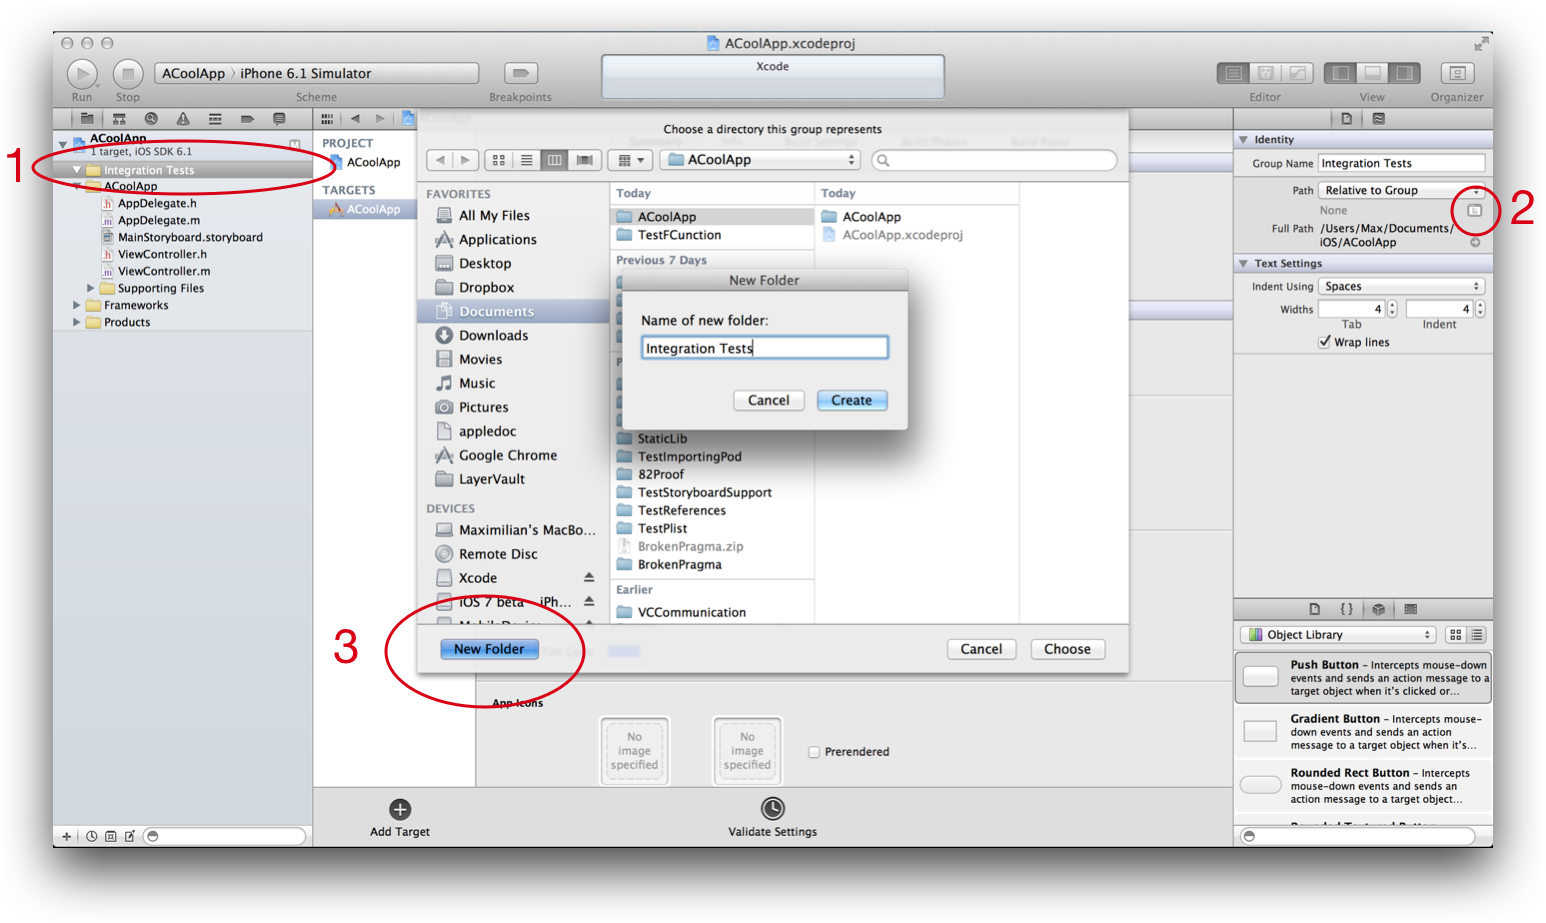 ACoolApp.xcodeproj
ACoolApp › iPhone 6.1 Simulator
Xcode
Run
Stop
Scheme
Breakpoints
Editor
View
Organizer
1
ACoolApp
1 target, iOS SDK 6.1
M
Integration Tests
ACoolApp
AppDelegate.h
AppDelegate.m
MainStoryboard.storyboard
ViewController.h
ViewController.m
Supporting Files
Frameworks
Products
PROJECT
ACoolApp
TARGETS
ACoolApp
Choose a directory this group represents
Summary
Info
Build Settings
Build Phases
Build Rules
ACoolApp
FAVORITES
All My Files
Applications
Desktop
Dropbox
Documents
Downloads
Movies
Music
Pictures
appledoc
Google Chrome
LayerVault
DEVICES
Maximilian's MacBo...
Remote Disc
Xcode
iOS 7 beta – iPh...
Today
ACoolApp
TestFCunction
Previous 7 Days
P
StaticLib
TestImportingPod
82Proof
TestStoryboardSupport
TestReferences
TestPlist
BrokenPragma.zip
BrokenPragma
Earlier
VCCommunication
Today
ACoolApp
ACoolApp.xcodeproj
New Folder
Name of new folder:
Integration Tests
Cancel
Create
3
New Folder
Cancel
Choose
App Icons
No image specified
No image specified
Prerendered
Add Target
Validate Settings
Identity
Group Name Integration Tests
Path Relative to Group
None
2
Full Path /Users/Max/Documents/
iOS/ACoolApp
Text Settings
Indent Using Spaces
Widths 4 4
Tab Indent
Wrap lines
{}
Object Library
Push Button – Intercepts mouse-down
events and sends an action message to a
target object when it's clicked or...
Gradient Button – Intercepts mouse-
down events and sends an action
message to a target object when it's...
Rounded Rect Button – Intercepts
mouse-down events and sends an
action message to a target object...